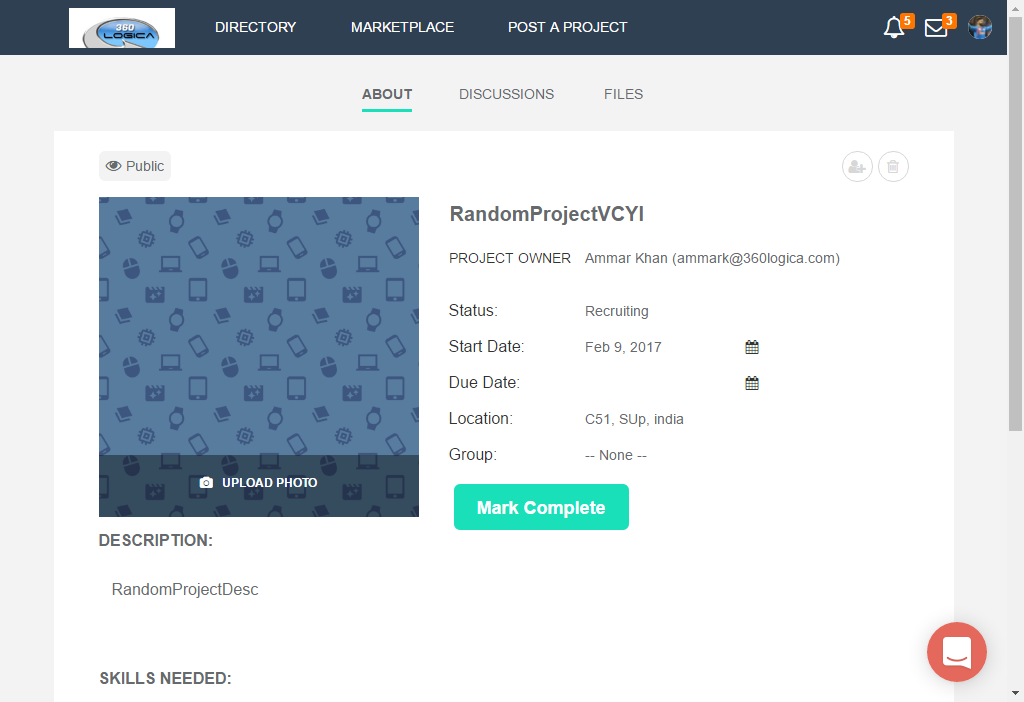 360
LOGICA
DIRECTORY
MARKETPLACE
POST A PROJECT
5
3
ABOUT
DISCUSSIONS
FILES
Public
RandomProjectVCYI
PROJECT OWNER Ammar Khan (ammark@360logica.com)
Status: Recruiting
Start Date: Feb 9, 2017
Due Date:
Location: C51, SUp, india
Group: -- None --
Mark Complete
UPLOAD PHOTO
DESCRIPTION:
RandomProjectDesc
SKILLS NEEDED: